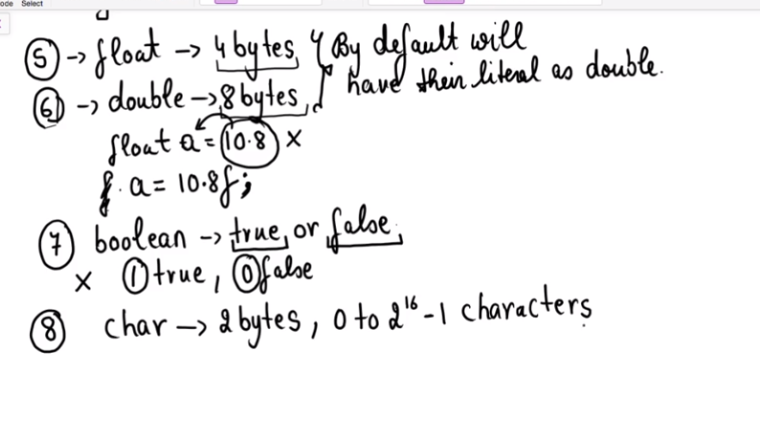 ode Select
⑤ → float → 4 bytes } By default will
⑥ → double → 8 bytes, } have their literal as double.
float a = 10.8 ×
f. a = 10.8f;
⑦ boolean → true, or false,
× ① true, ⓪ false
⑧ char → 2 bytes, 0 to 2¹⁶ - 1 characters